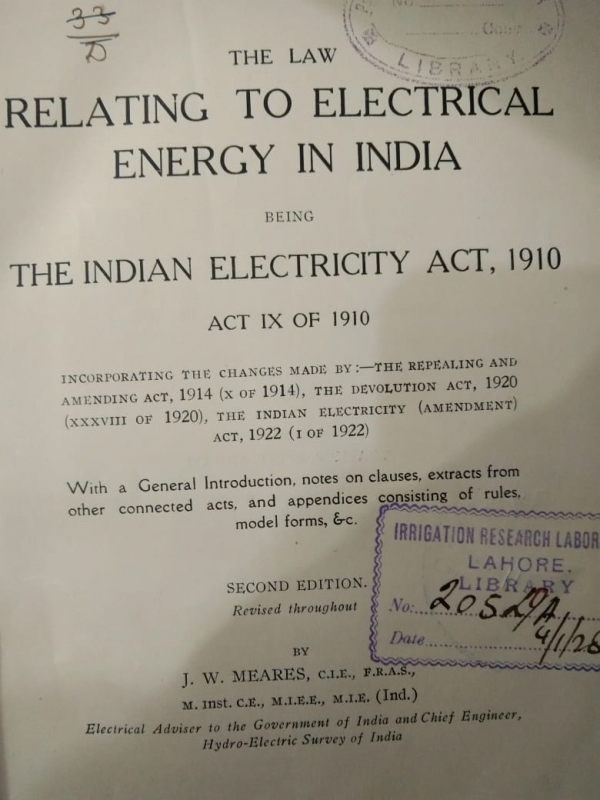 33
D
No.
LIBRARY
THE LAW
RELATING TO ELECTRICAL
ENERGY IN INDIA
BEING
THE INDIAN ELECTRICITY ACT, 1910
ACT IX OF 1910
INCORPORATING THE CHANGES MADE BY:—THE REPEALING AND
AMENDING ACT, 1914 (X OF 1914), THE DEVOLUTION ACT, 1920
(XXXVIII OF 1920), THE INDIAN ELECTRICITY (AMENDMENT)
ACT, 1922 (I OF 1922)
With a General Introduction, notes on clauses, extracts from
other connected acts, and appendices consisting of rules,
model forms, &c.
IRRIGATION RESEARCH LABOR
LAHORE.
LIBRARY
No:
Date
4/1/28
SECOND EDITION.
Revised throughout
BY
J. W. MEARES, C.I.E., F.R.A.S.,
M. Inst. C.E., M.I.E.E., M.I.E. (Ind.)
Electrical Adviser to the Government of India and Chief Engineer,
Hydro-Electric Survey of India